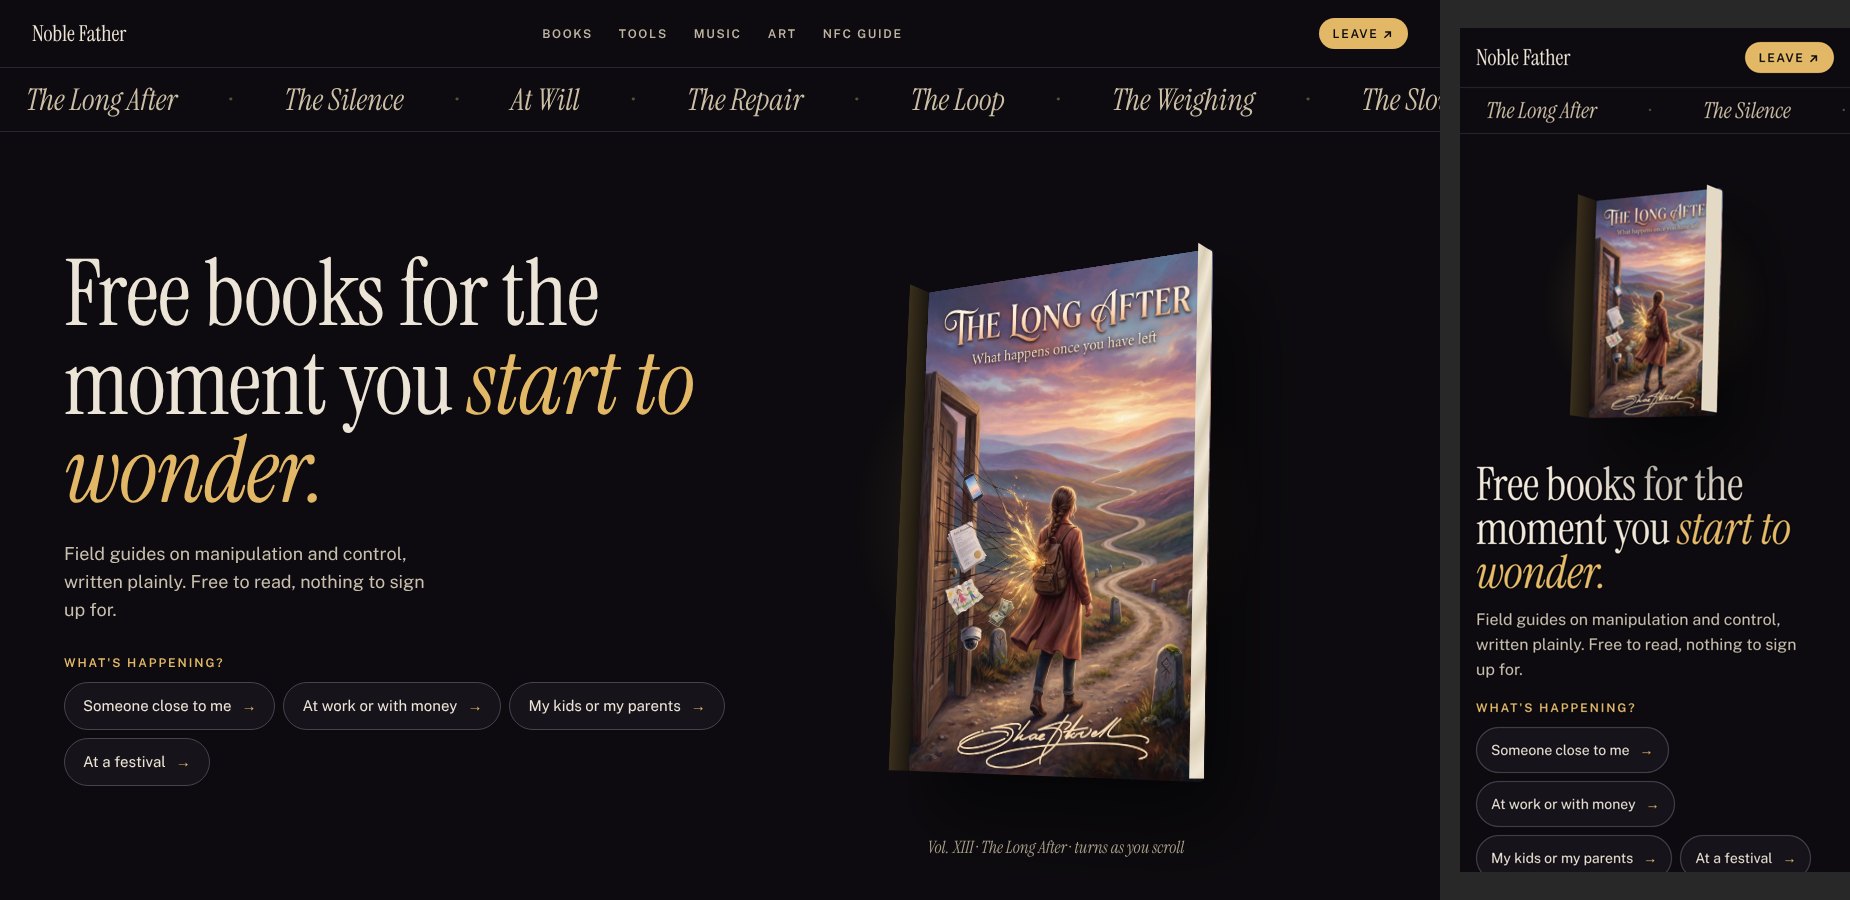 Noble Father
BOOKS TOOLS MUSIC ART NFC GUIDE
LEAVE ↗
The Long After · The Silence · At Will · The Repair · The Loop · The Weighing · The Slo
Free books for the
moment you start to
wonder.
Field guides on manipulation and control,
written plainly. Free to read, nothing to sign
up for.
WHAT'S HAPPENING?
Someone close to me →
At work or with money →
My kids or my parents →
At a festival →
THE LONG AFTER
What happens once you have left
Vol. XIII · The Long After · turns as you scroll
Noble Father
LEAVE ↗
The Long After · The Silence ·
THE LONG AFTE
Free books for the
moment you start to
wonder.
Field guides on manipulation and control,
written plainly. Free to read, nothing to sign
up for.
WHAT'S HAPPENING?
Someone close to me →
At work or with money →
My kids or my parents →
At a festival →